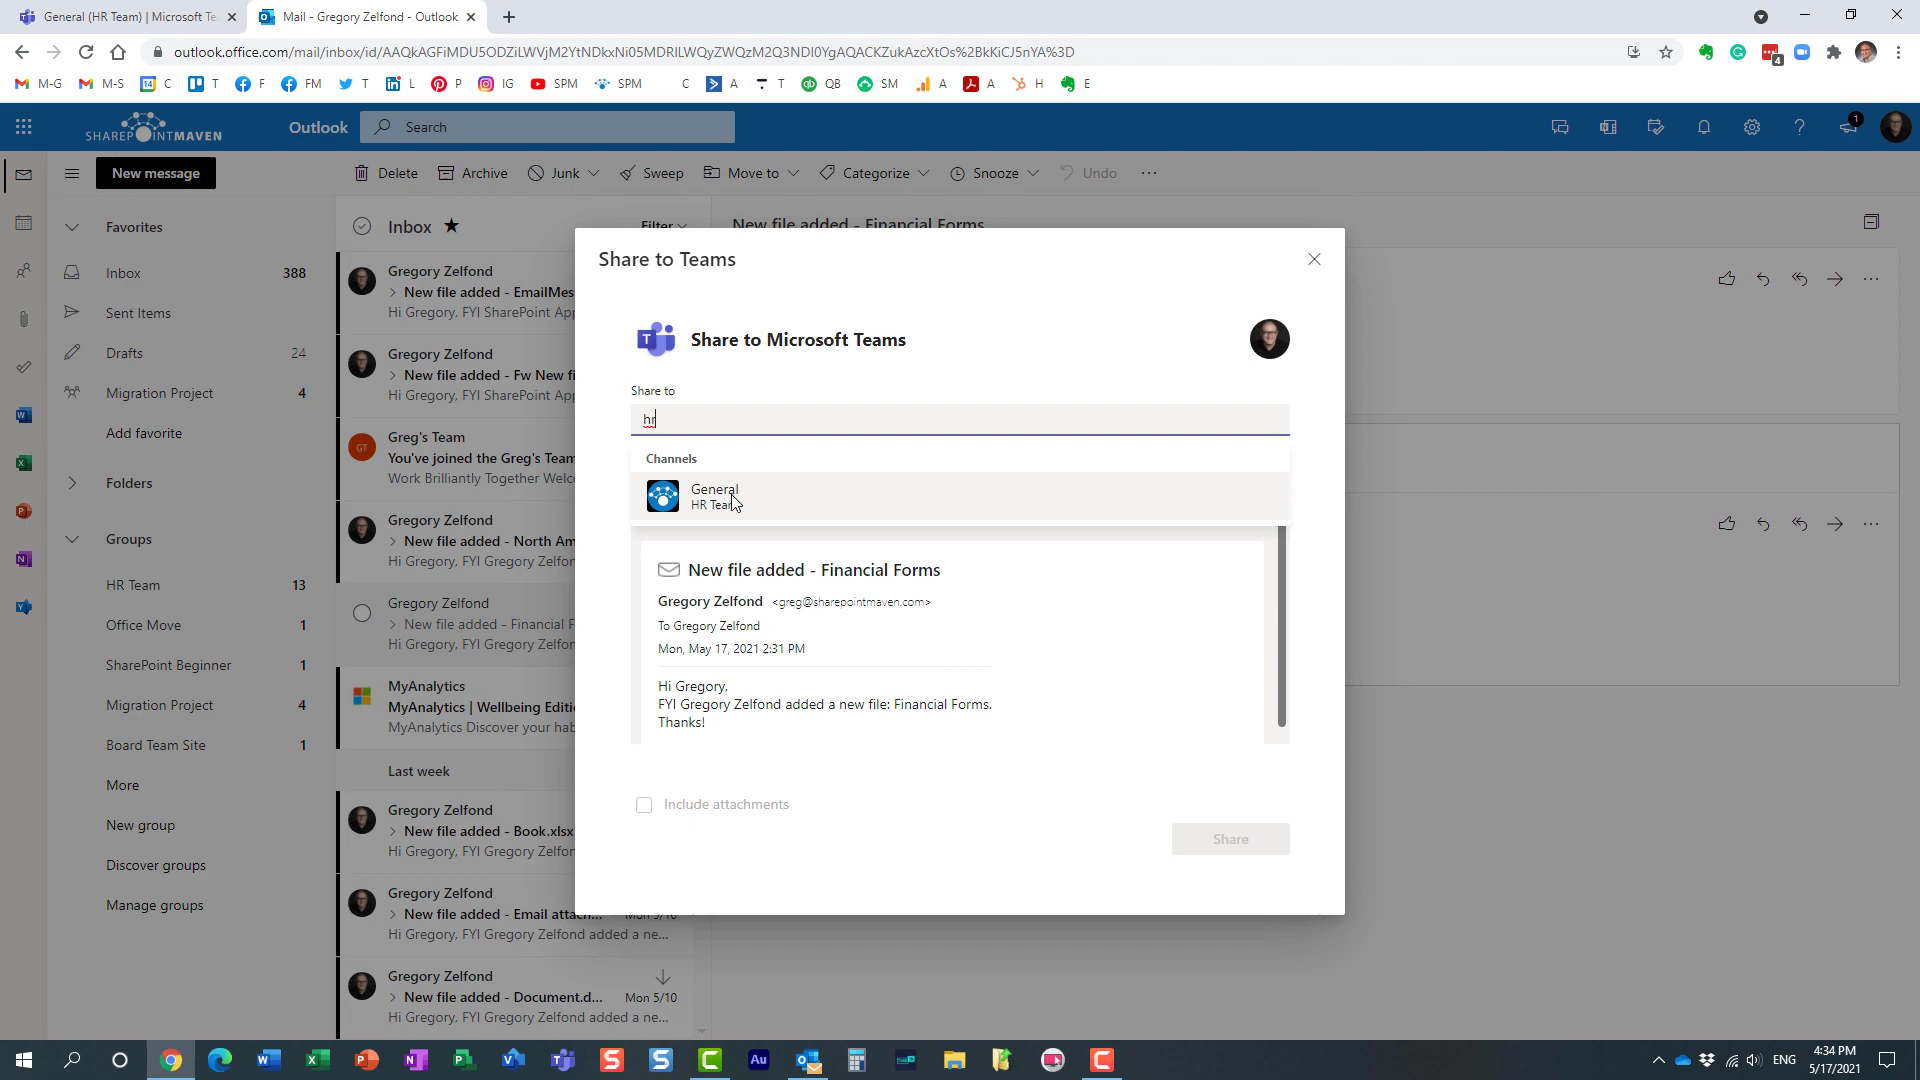 General (HR Team) | Microsoft Te
Mail - Gregory Zelfond - Outlook
outlook.office.com/mail/inbox/id/AAQkAGFiMDU5ODZiLWVjM2YtNDkxNi05MDRlLWQyZWQzM2Q3NDI0YgAQACKZukAzcXtOs%2BkKiCJ5nYA%3D
4
M-G M-S C T F FM T L P IG SPM SPM C A T QB SM A A H E
SHAREPOINTMAVEN
Outlook
Search
1
New message
Delete Archive Junk Sweep Move to Categorize Snooze Undo
Favorites
Inbox 388
Sent Items
Drafts 24
Migration Project 4
Add favorite
Folders
Groups
HR Team 13
Office Move 1
SharePoint Beginner 1
Migration Project 4
Board Team Site 1
More
New group
Discover groups
Manage groups
Inbox
Filter
Gregory Zelfond
New file added - EmailMes
Hi Gregory, FYI SharePoint App
Gregory Zelfond
New file added - Fw New fi
Hi Gregory, FYI SharePoint App
GT
Greg's Team
You've joined the Greg's Team
Work Brilliantly Together Welco
Gregory Zelfond
New file added - North Am
Hi Gregory, FYI Gregory Zelfon
Gregory Zelfond
New file added - Financial F
Hi Gregory, FYI Gregory Zelfon
MyAnalytics
MyAnalytics | Wellbeing Editi
MyAnalytics Discover your hab
Last week
Gregory Zelfond
New file added - Book.xlsx
Hi Gregory, FYI Gregory Zelfon
Gregory Zelfond
New file added - Email attach... Mon 5/10
Hi Gregory, FYI Gregory Zelfond added a ne...
Gregory Zelfond
New file added - Document.d... Mon 5/10
Hi Gregory, FYI Gregory Zelfond added a ne...
New file added - Financial Forms
Share to Teams
Share to Microsoft Teams
Share to
hr
Channels
General
HR Team
New file added - Financial Forms
Gregory Zelfond <greg@sharepointmaven.com>
To Gregory Zelfond
Mon, May 17, 2021 2:31 PM
Hi Gregory,
FYI Gregory Zelfond added a new file: Financial Forms.
Thanks!
Include attachments
Share
ENG
4:34 PM
5/17/2021